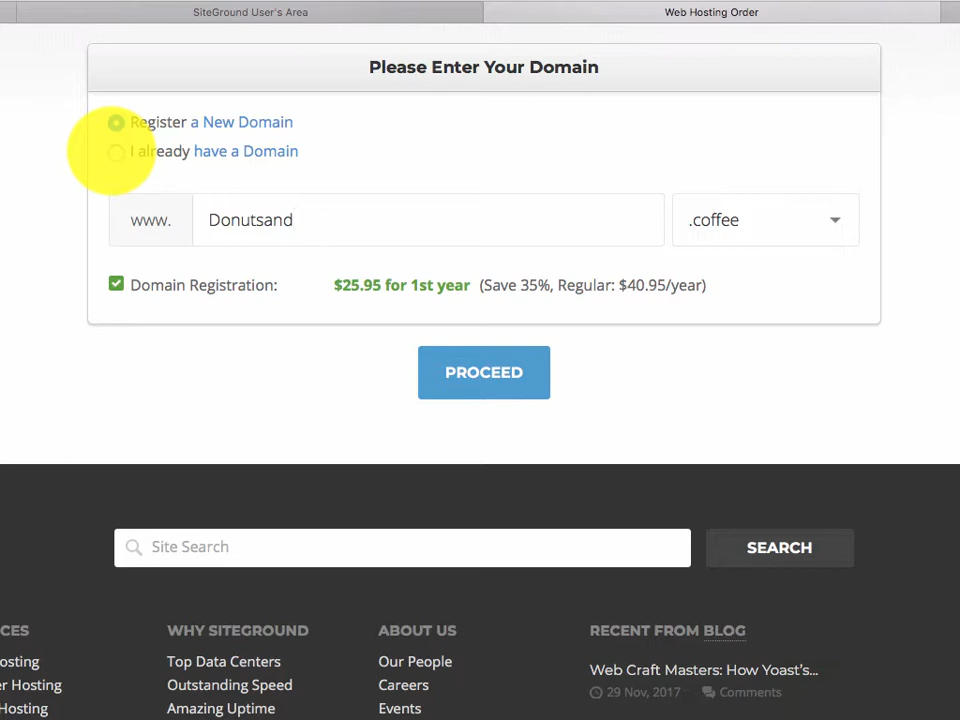 SiteGround User's Area
Web Hosting Order
Please Enter Your Domain
Register a New Domain
I already have a Domain
www.
Donutsand
.coffee
Domain Registration:
$25.95 for 1st year
(Save 35%, Regular: $40.95/year)
PROCEED
Site Search
SEARCH
CES
osting
er Hosting
Hosting
WHY SITEGROUND
Top Data Centers
Outstanding Speed
Amazing Uptime
ABOUT US
Our People
Careers
Events
RECENT FROM BLOG
Web Craft Masters: How Yoast's...
29 Nov, 2017
Comments